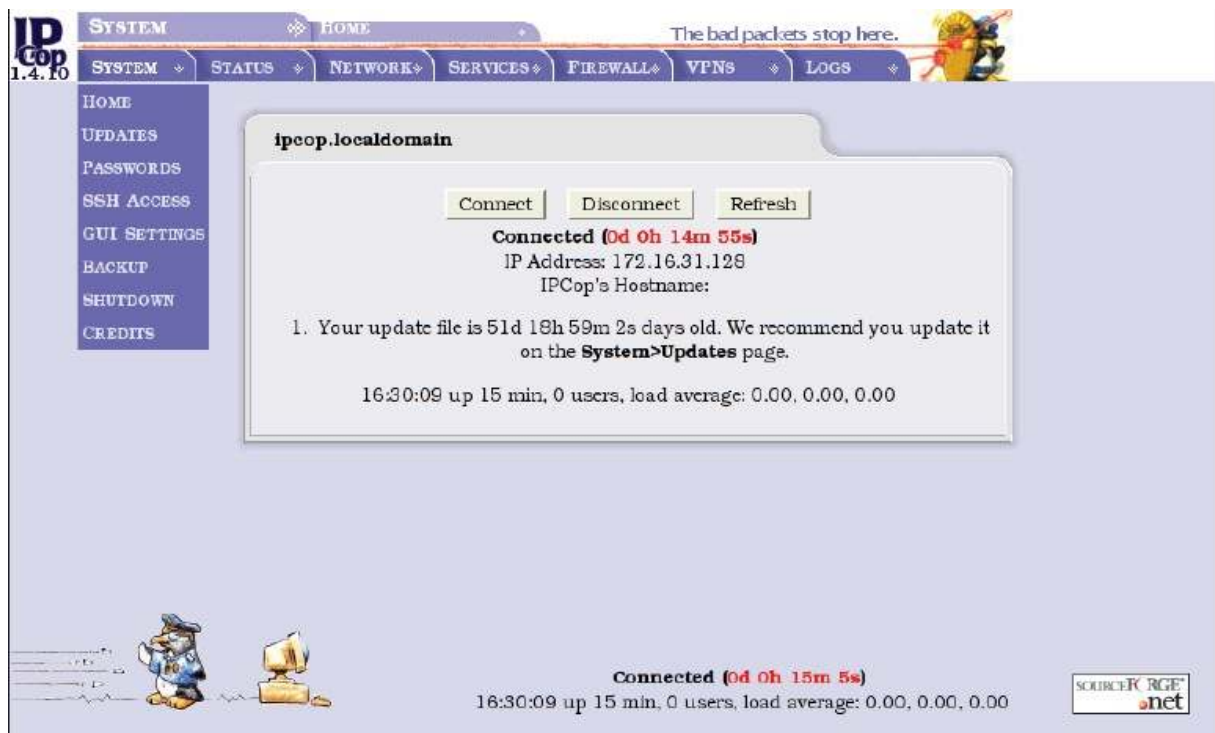 IP
Cop
1.4.10
SYSTEM HOME
The bad packets stop here.
SYSTEM STATUS NETWORK SERVICES FIREWALL VPNS LOGS
HOME
UPDATES
PASSWORDS
SSH ACCESS
GUI SETTINGS
BACKUP
SHUTDOWN
CREDITS
ipcop.localdomain
Connect Disconnect Refresh
Connected (0d 0h 14m 55s)
IP Address: 172.16.31.128
IPCop's Hostname:
1. Your update file is 51d 18h 59m 2s days old. We recommend you update it
on the System>Updates page.
16:30:09 up 15 min, 0 users, load average: 0.00, 0.00, 0.00
Connected (0d 0h 15m 5s)
16:30:09 up 15 min, 0 users, load average: 0.00, 0.00, 0.00
SOURCEFORGE
.net